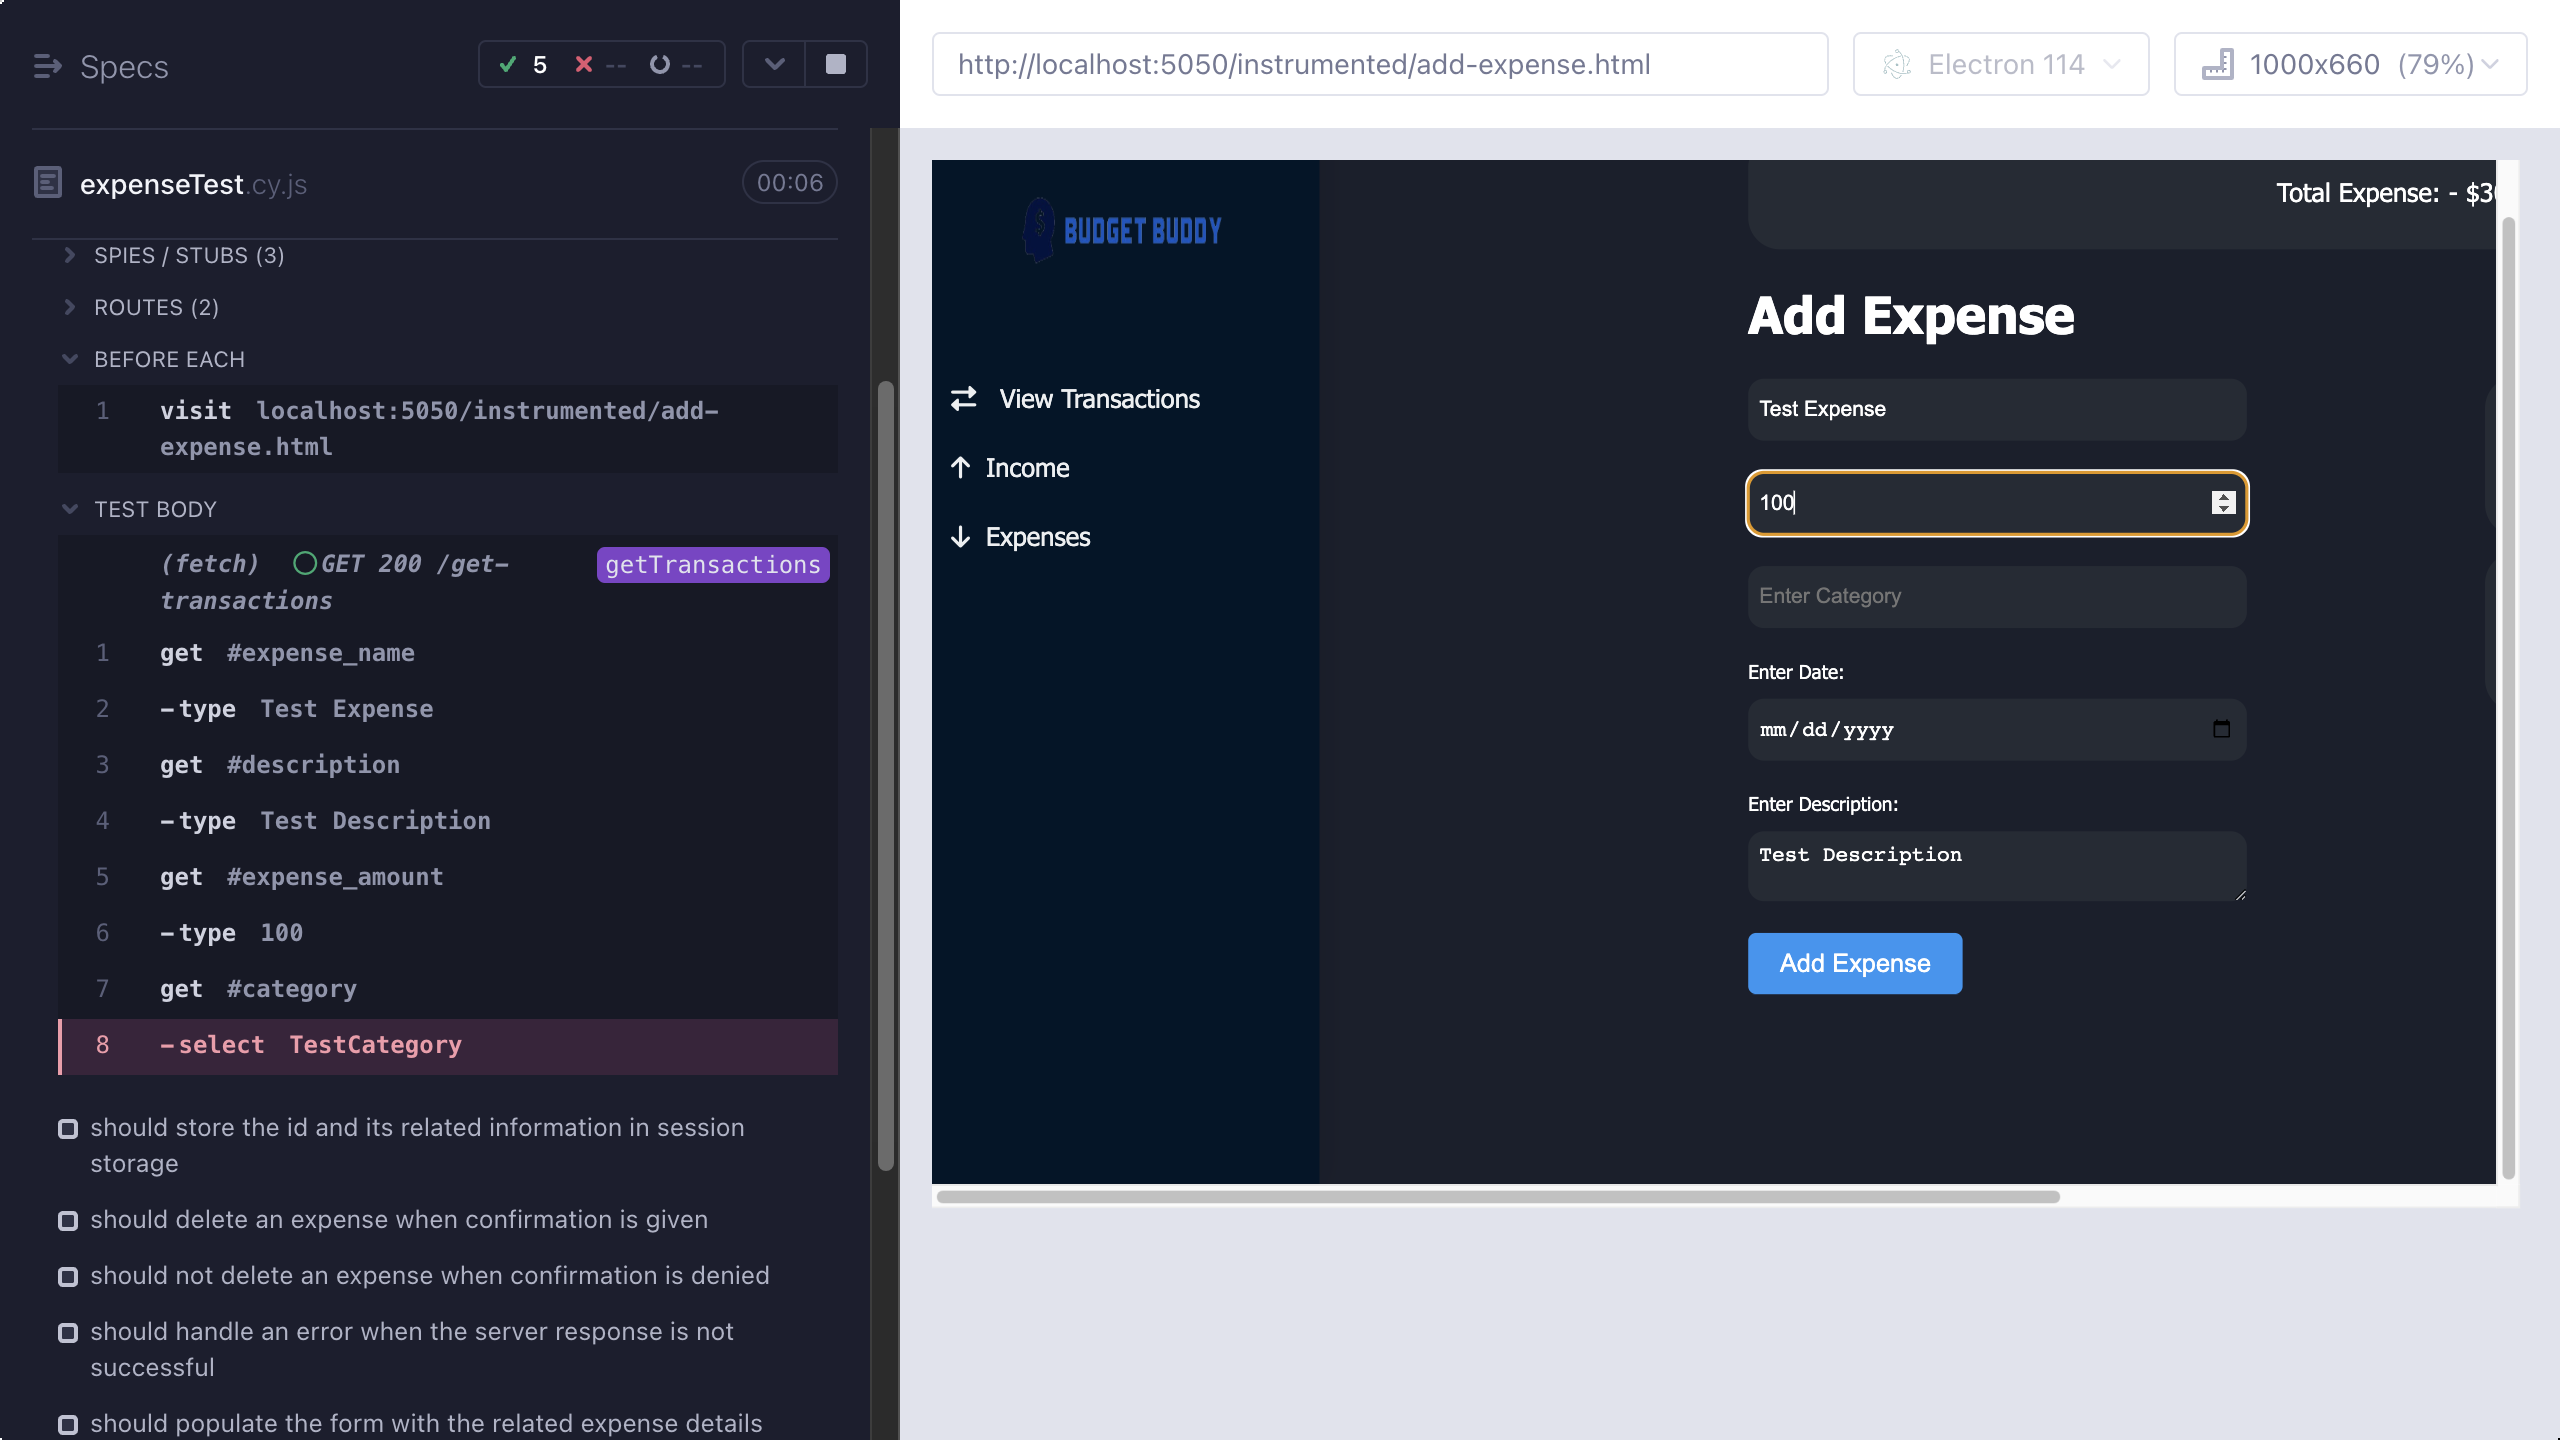 Specs
5 -- --
expenseTest.cy.js
00:06
SPIES / STUBS (3)
ROUTES (2)
BEFORE EACH
1 visit localhost:5050/instrumented/add-
expense.html
TEST BODY
(fetch) GET 200 /get-
transactions
getTransactions
1 get #expense_name
2 -type Test Expense
3 get #description
4 -type Test Description
5 get #expense_amount
6 -type 100
7 get #category
8 -select TestCategory
should store the id and its related information in session
storage
should delete an expense when confirmation is given
should not delete an expense when confirmation is denied
should handle an error when the server response is not
successful
should populate the form with the related expense details
http://localhost:5050/instrumented/add-expense.html
Electron 114
1000x660 (79%)
BUDGET BUDDY
View Transactions
Income
Expenses
Total Expense: - $3
Add Expense
Test Expense
100
Enter Category
Enter Date:
mm/dd/yyyy
Enter Description:
Test Description
Add Expense